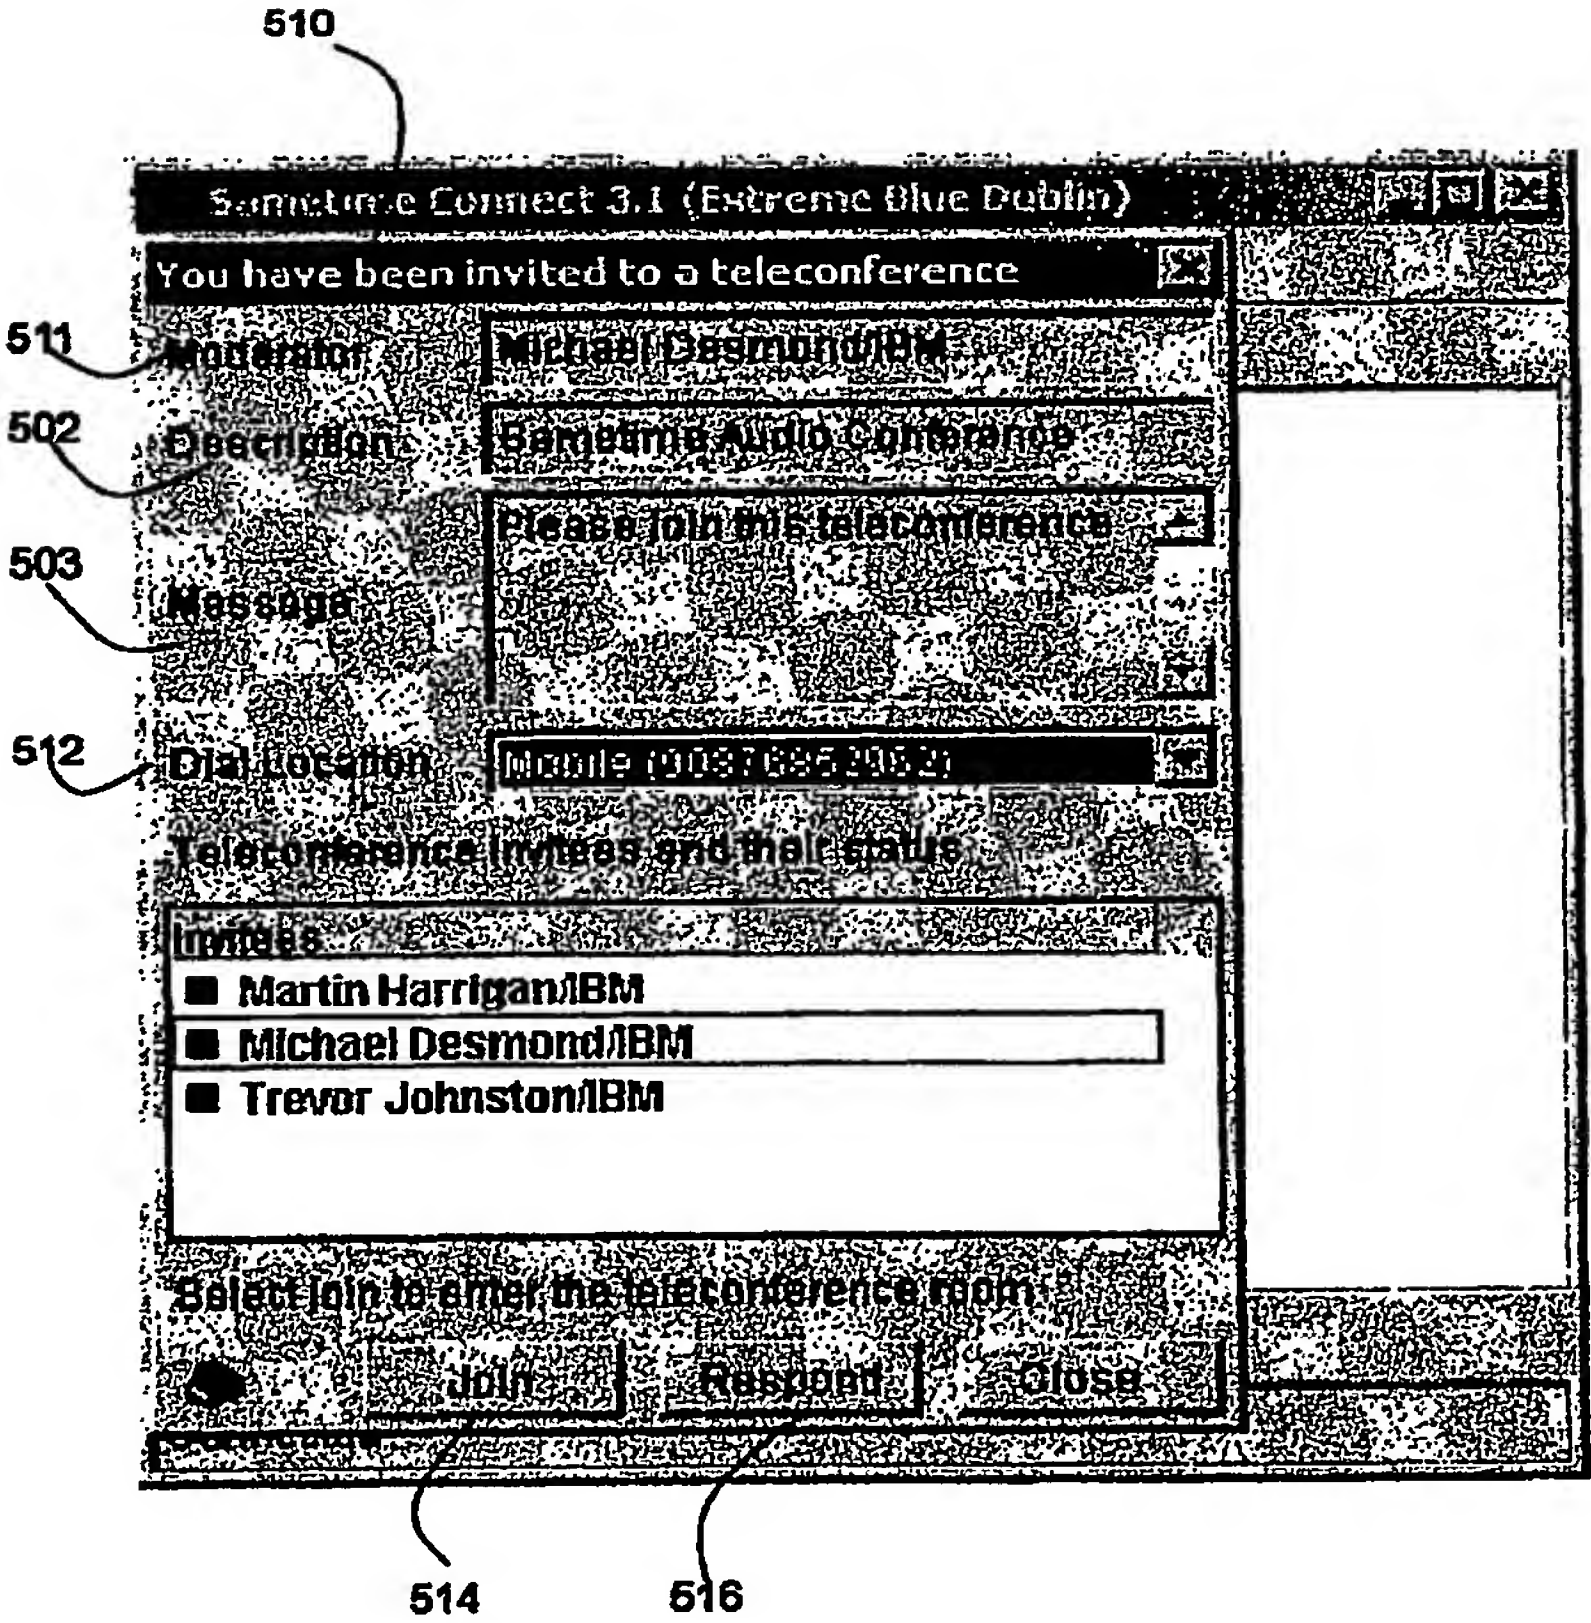 510
Sametime Connect 3.1 (Extreme Blue Dublin)
You have been invited to a teleconference
511 Moderator Michael Desmond/IBM
502 Description Sametime Audio Conference
Please join this teleconference
503 Message
512 Dial Location Mobile
Teleconference invitees and their status
Invitees
Martin Harrigan/IBM
Michael Desmond/IBM
Trevor Johnston/IBM
Select join to enter the teleconference room
Join Respond Close
514 516